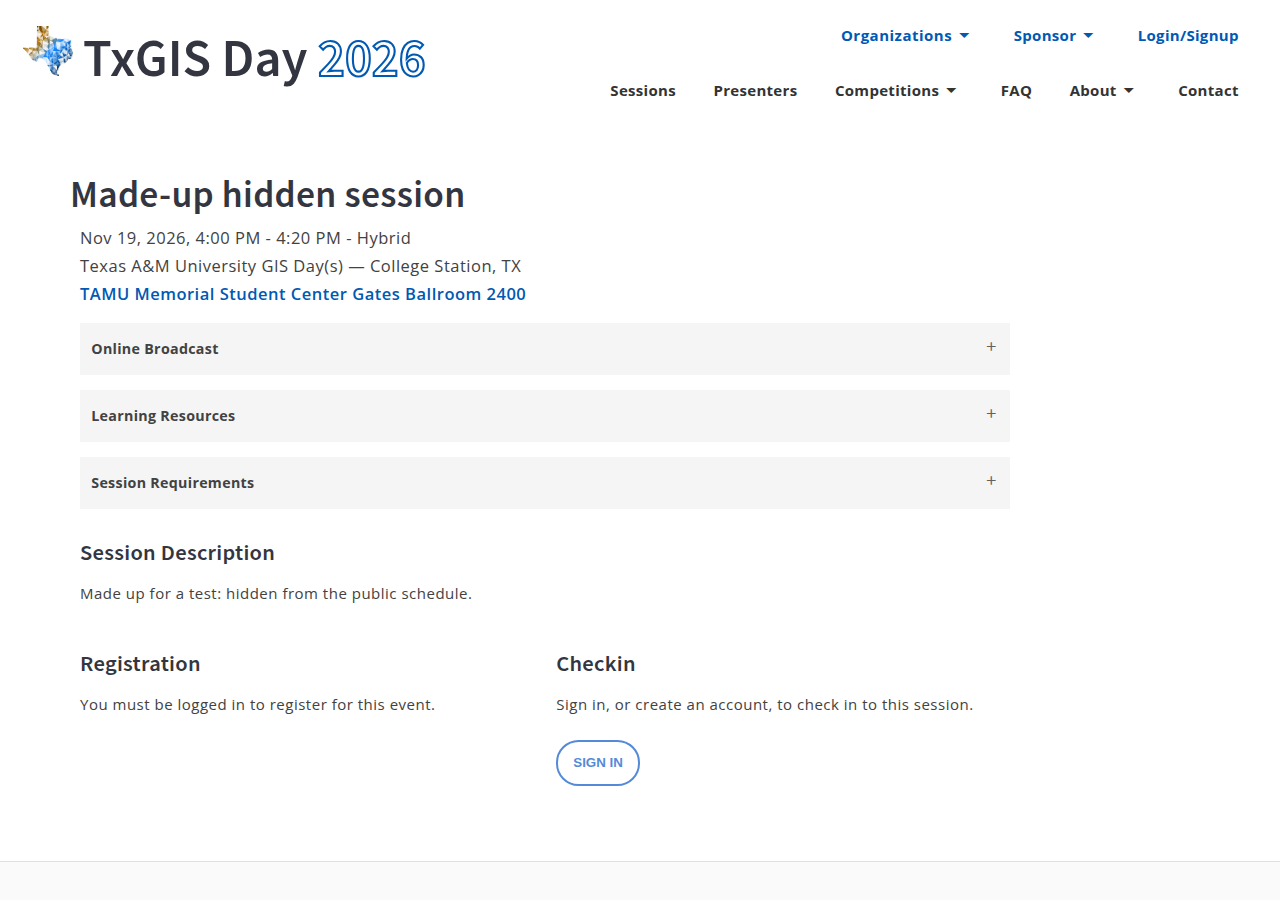 TxGIS Day 2026
Organizations Sponsor Login/Signup
Sessions Presenters Competitions FAQ About Contact
Made-up hidden session
Nov 19, 2026, 4:00 PM - 4:20 PM - Hybrid
Texas A&M University GIS Day(s) — College Station, TX
TAMU Memorial Student Center Gates Ballroom 2400
Online Broadcast +
Learning Resources +
Session Requirements +
Session Description
Made up for a test: hidden from the public schedule.
Registration
You must be logged in to register for this event.
Checkin
Sign in, or create an account, to check in to this session.
SIGN IN